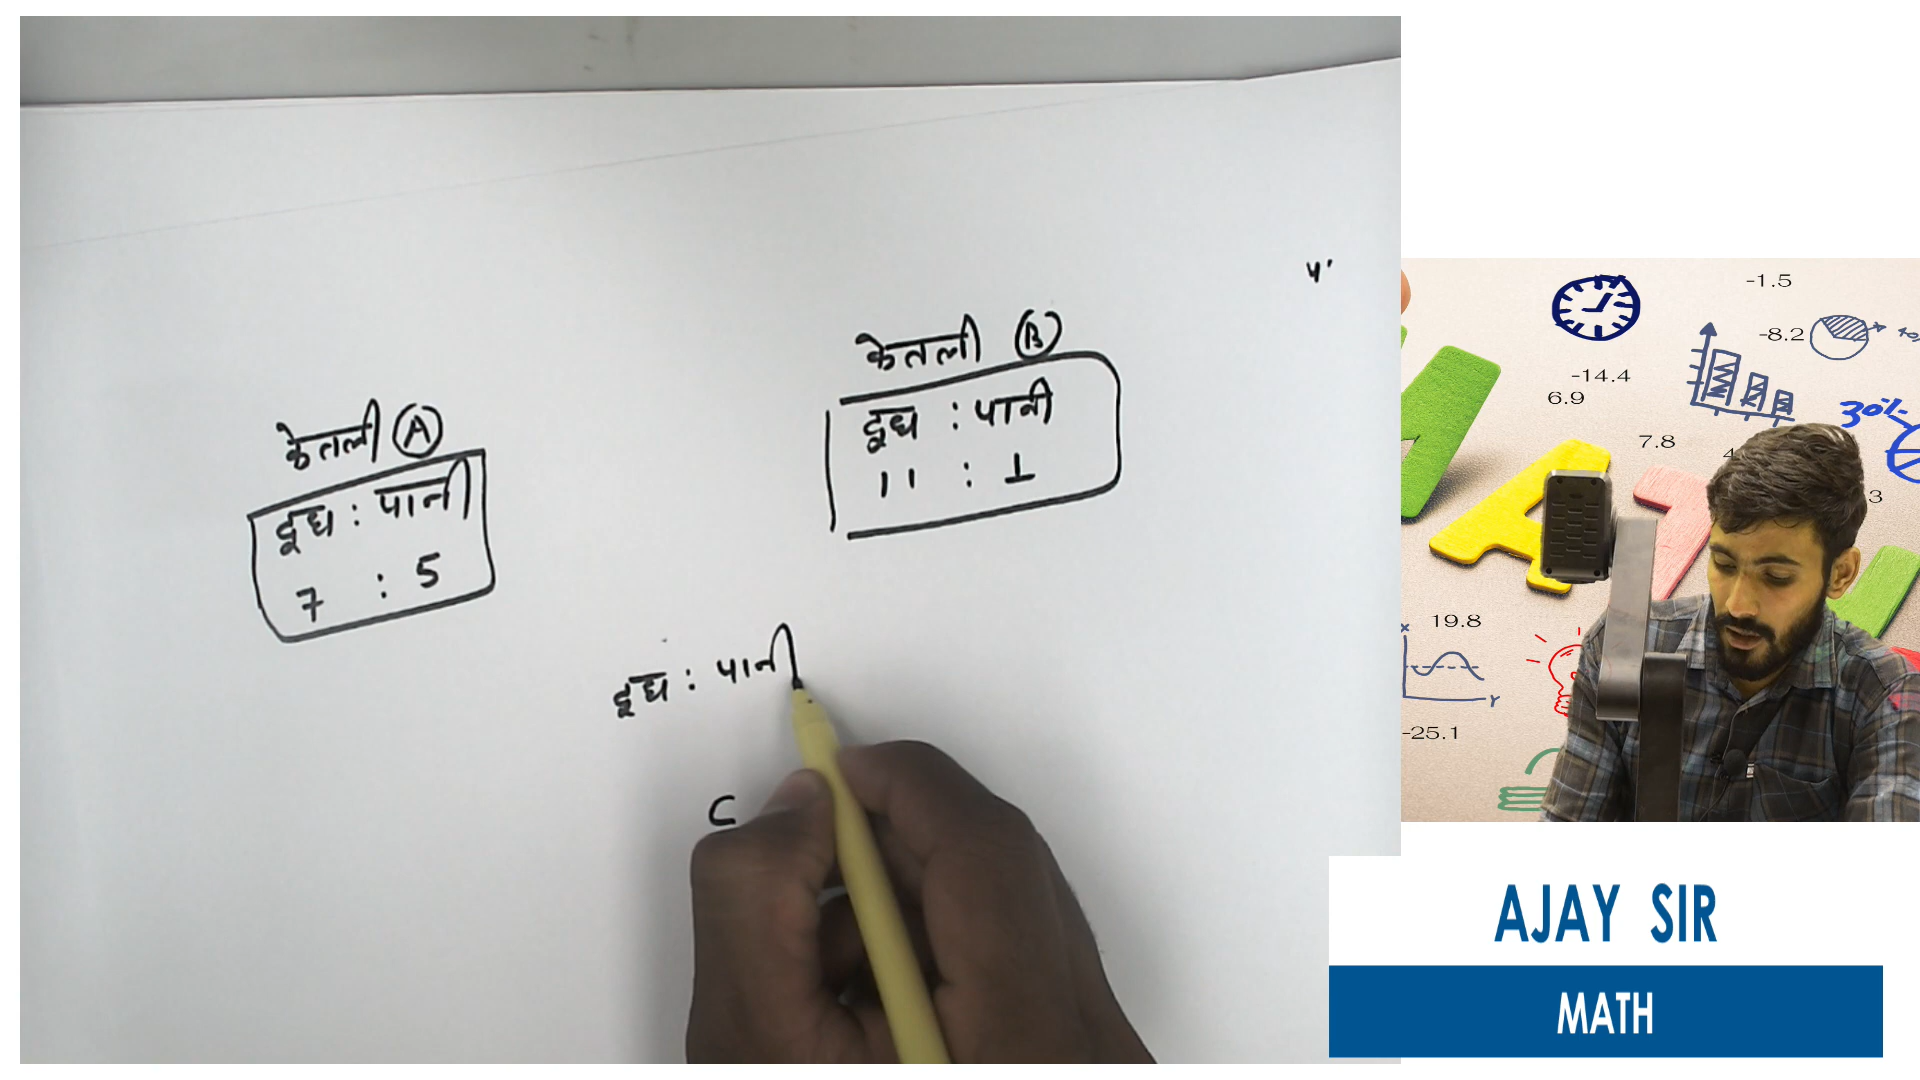 केतली (A)
दूध : पानी
7 : 5
केतली (B)
दूध : पानी
11 : 1
दूध : पानी
C
-1.5
-8.2
-14.4
6.9
30%
7.8
19.8
X
Y
-25.1
AJAY SIR
MATH